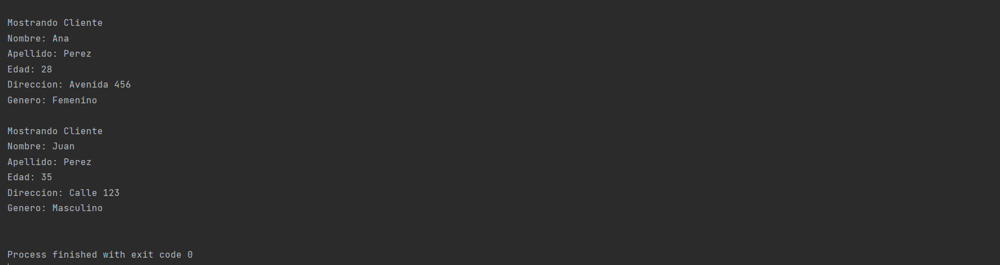 Mostrando Cliente
Nombre: Ana
Apellido: Perez
Edad: 28
Direccion: Avenida 456
Genero: Femenino
Mostrando Cliente
Nombre: Juan
Apellido: Perez
Edad: 35
Direccion: Calle 123
Genero: Masculino
Process finished with exit code 0